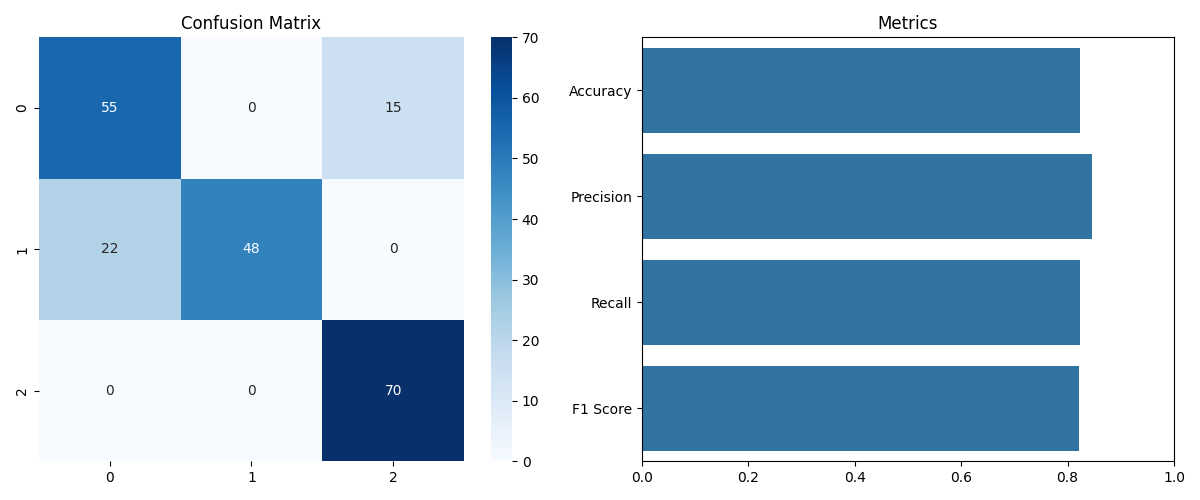 Confusion Matrix
0 55 0 15
1 22 48 0
2 0 0 70
0 1 2
70
60
50
40
30
20
10
0
Metrics
Accuracy
Precision
Recall
F1 Score
0.0 0.2 0.4 0.6 0.8 1.0